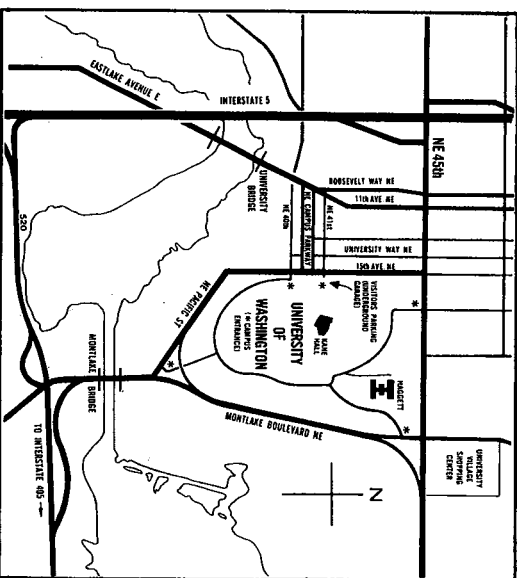 NE 45th
INTERSTATE 5
EASTLAKE AVENUE E
ROOSEVELT WAY NE
11th AVE NE
UNIVERSITY BRIDGE
NE 41st
NE CAMPUS PARKWAY
NE 40th
UNIVERSITY WAY NE
15th AVE NE
VISITORS PARKING
(UNDERGROUND
GARAGE)
NE PACIFIC ST
UNIVERSITY
OF
WASHINGTON
(* CAMPUS
ENTRANCE)
KANE
HALL
HAGGETT
520
MONTLAKE
BRIDGE
MONTLAKE BOULEVARD NE
UNIVERSITY
VILLAGE
SHOPPING
CENTER
TO INTERSTATE 405 →
N